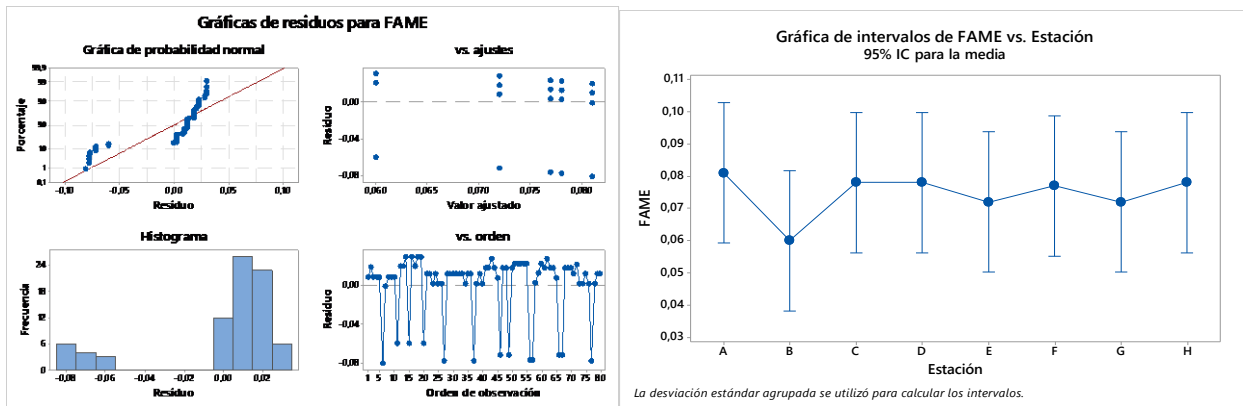 Gráficas de residuos para FAME
Gráfica de probabilidad normal
99,9
99
90
50
10
1
0,1
Porcentaje
-0,10 -0,05 0,00 0,05 0,10
Residuo
vs. ajustes
0,00
-0,04
-0,08
Residuo
0,060 0,065 0,070 0,075 0,080
Valor ajustado
Histograma
24
18
12
6
0
Frecuencia
-0,08 -0,06 -0,04 -0,02 0,00 0,02
Residuo
vs. orden
0,00
-0,04
-0,08
Residuo
1 5 10 15 20 25 30 35 40 45 50 55 60 65 70 75 80
Orden de observación
Gráfica de intervalos de FAME vs. Estación
95% IC para la media
0,11
0,10
0,09
0,08
0,07
0,06
0,05
0,04
0,03
FAME
A B C D E F G H
Estación
La desviación estándar agrupada se utilizó para calcular los intervalos.